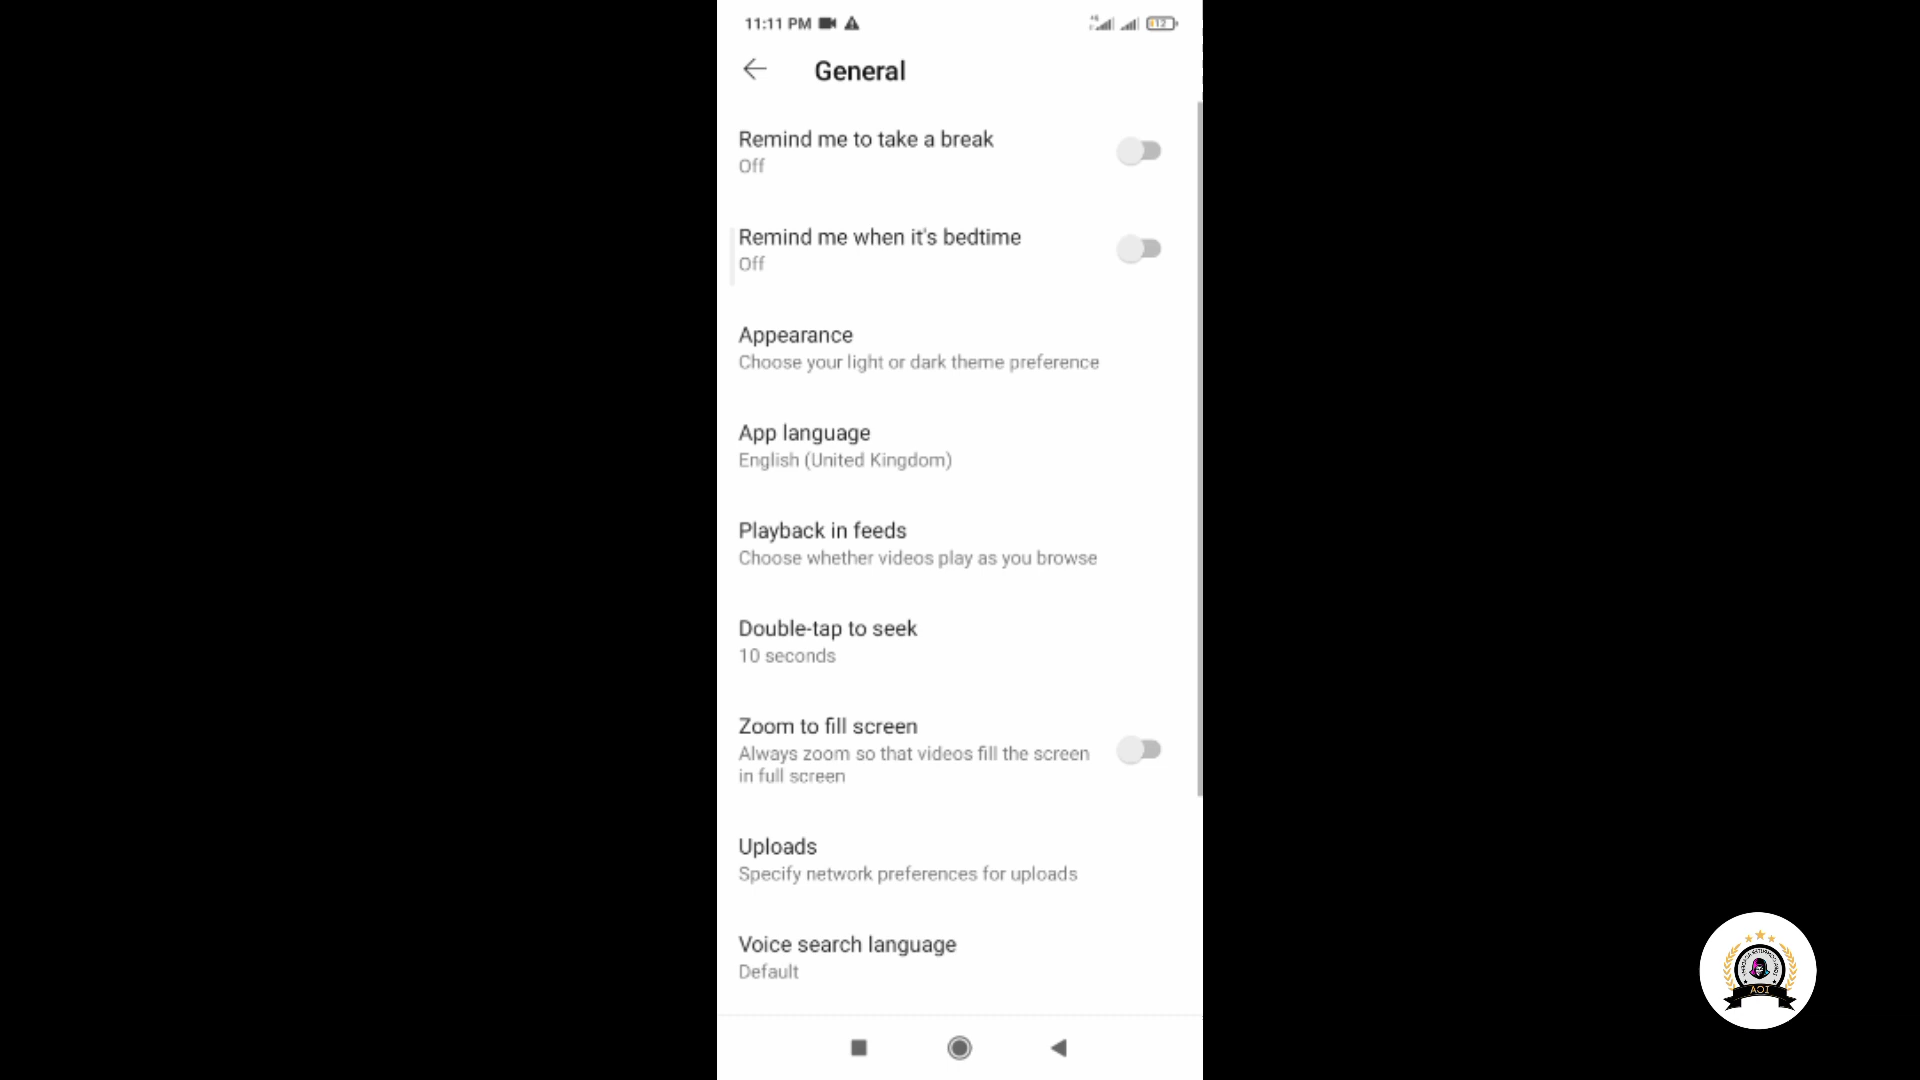 11:11 PM
12
General
Remind me to take a break
Off
Remind me when it's bedtime
Off
Appearance
Choose your light or dark theme preference
App language
English (United Kingdom)
Playback in feeds
Choose whether videos play as you browse
Double-tap to seek
10 seconds
Zoom to fill screen
Always zoom so that videos fill the screen
in full screen
Uploads
Specify network preferences for uploads
Voice search language
Default